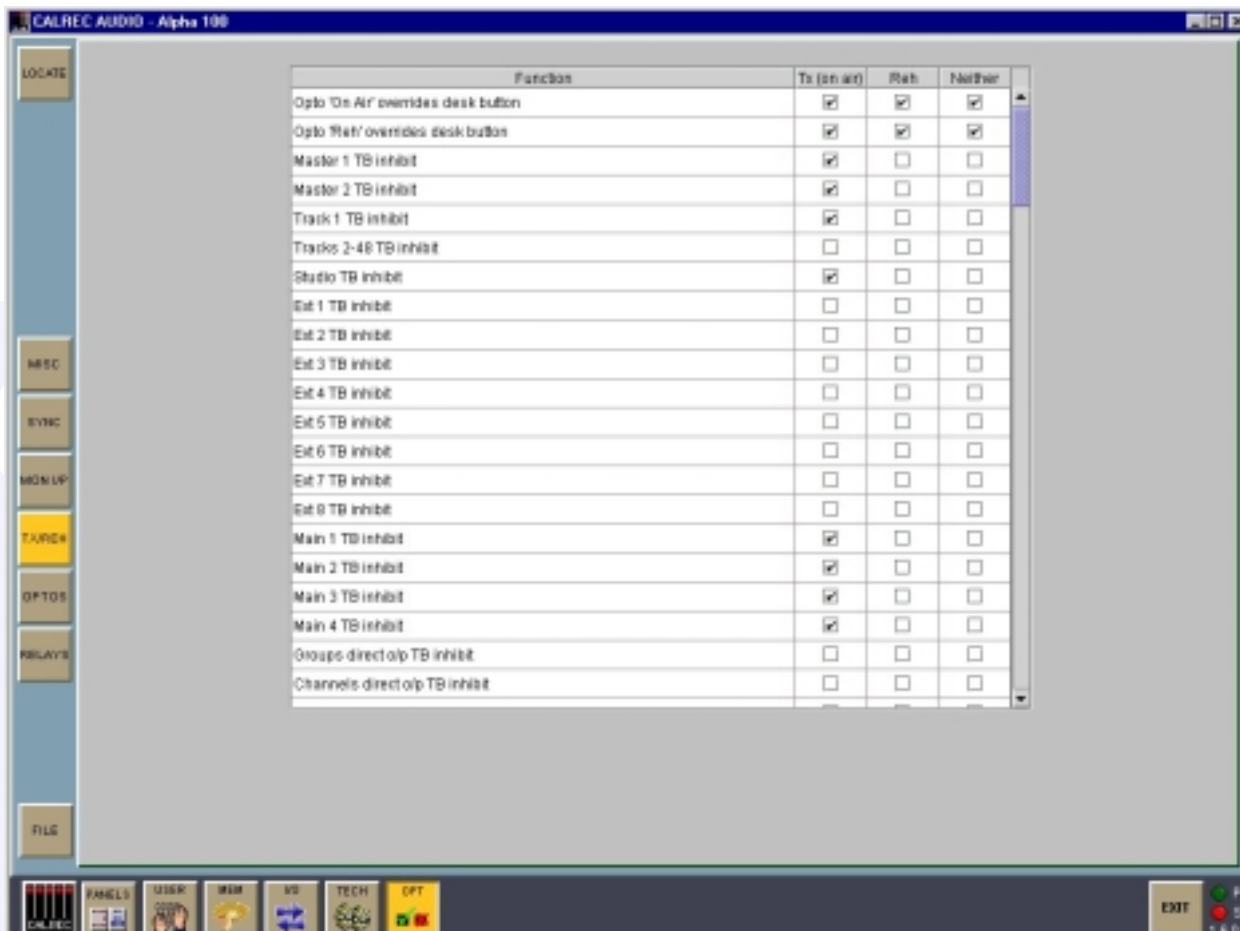 CALREC AUDIO - Alpha 100
LOCATE
Function Tx (on air) Reh Neither
Opto 'On Air' overrides desk button
Opto 'Reh' overrides desk button
Master 1 TB inhibit
Master 2 TB inhibit
Track 1 TB inhibit
Tracks 2-48 TB inhibit
Studio TB inhibit
Ext 1 TB inhibit
Ext 2 TB inhibit
Ext 3 TB inhibit
Ext 4 TB inhibit
Ext 5 TB inhibit
Ext 6 TB inhibit
Ext 7 TB inhibit
Ext 8 TB inhibit
Main 1 TB inhibit
Main 2 TB inhibit
Main 3 TB inhibit
Main 4 TB inhibit
Groups direct o/p TB inhibit
Channels direct o/p TB inhibit
MISC
SYNC
MON I/P
OPTOS
RELAYS
FILE
CALREC
PANELS
USER
MEM
I/O
TECH
OPT
EXIT